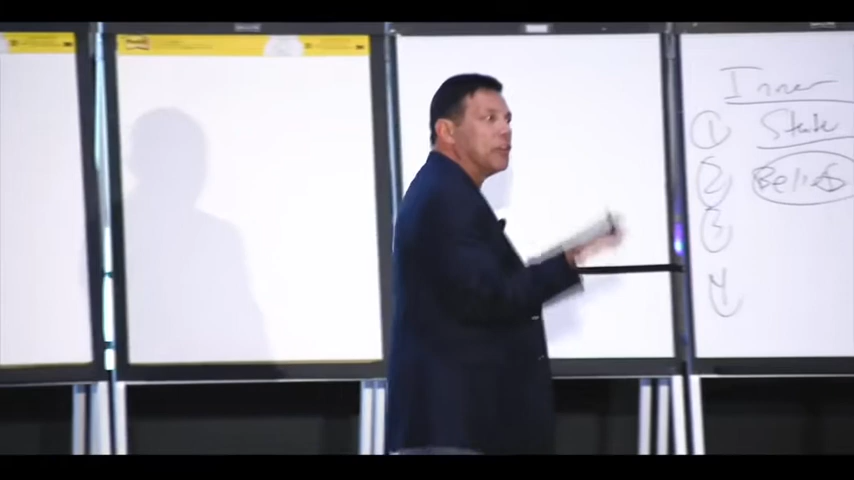 Inner
① State
② Beliefs
③
④